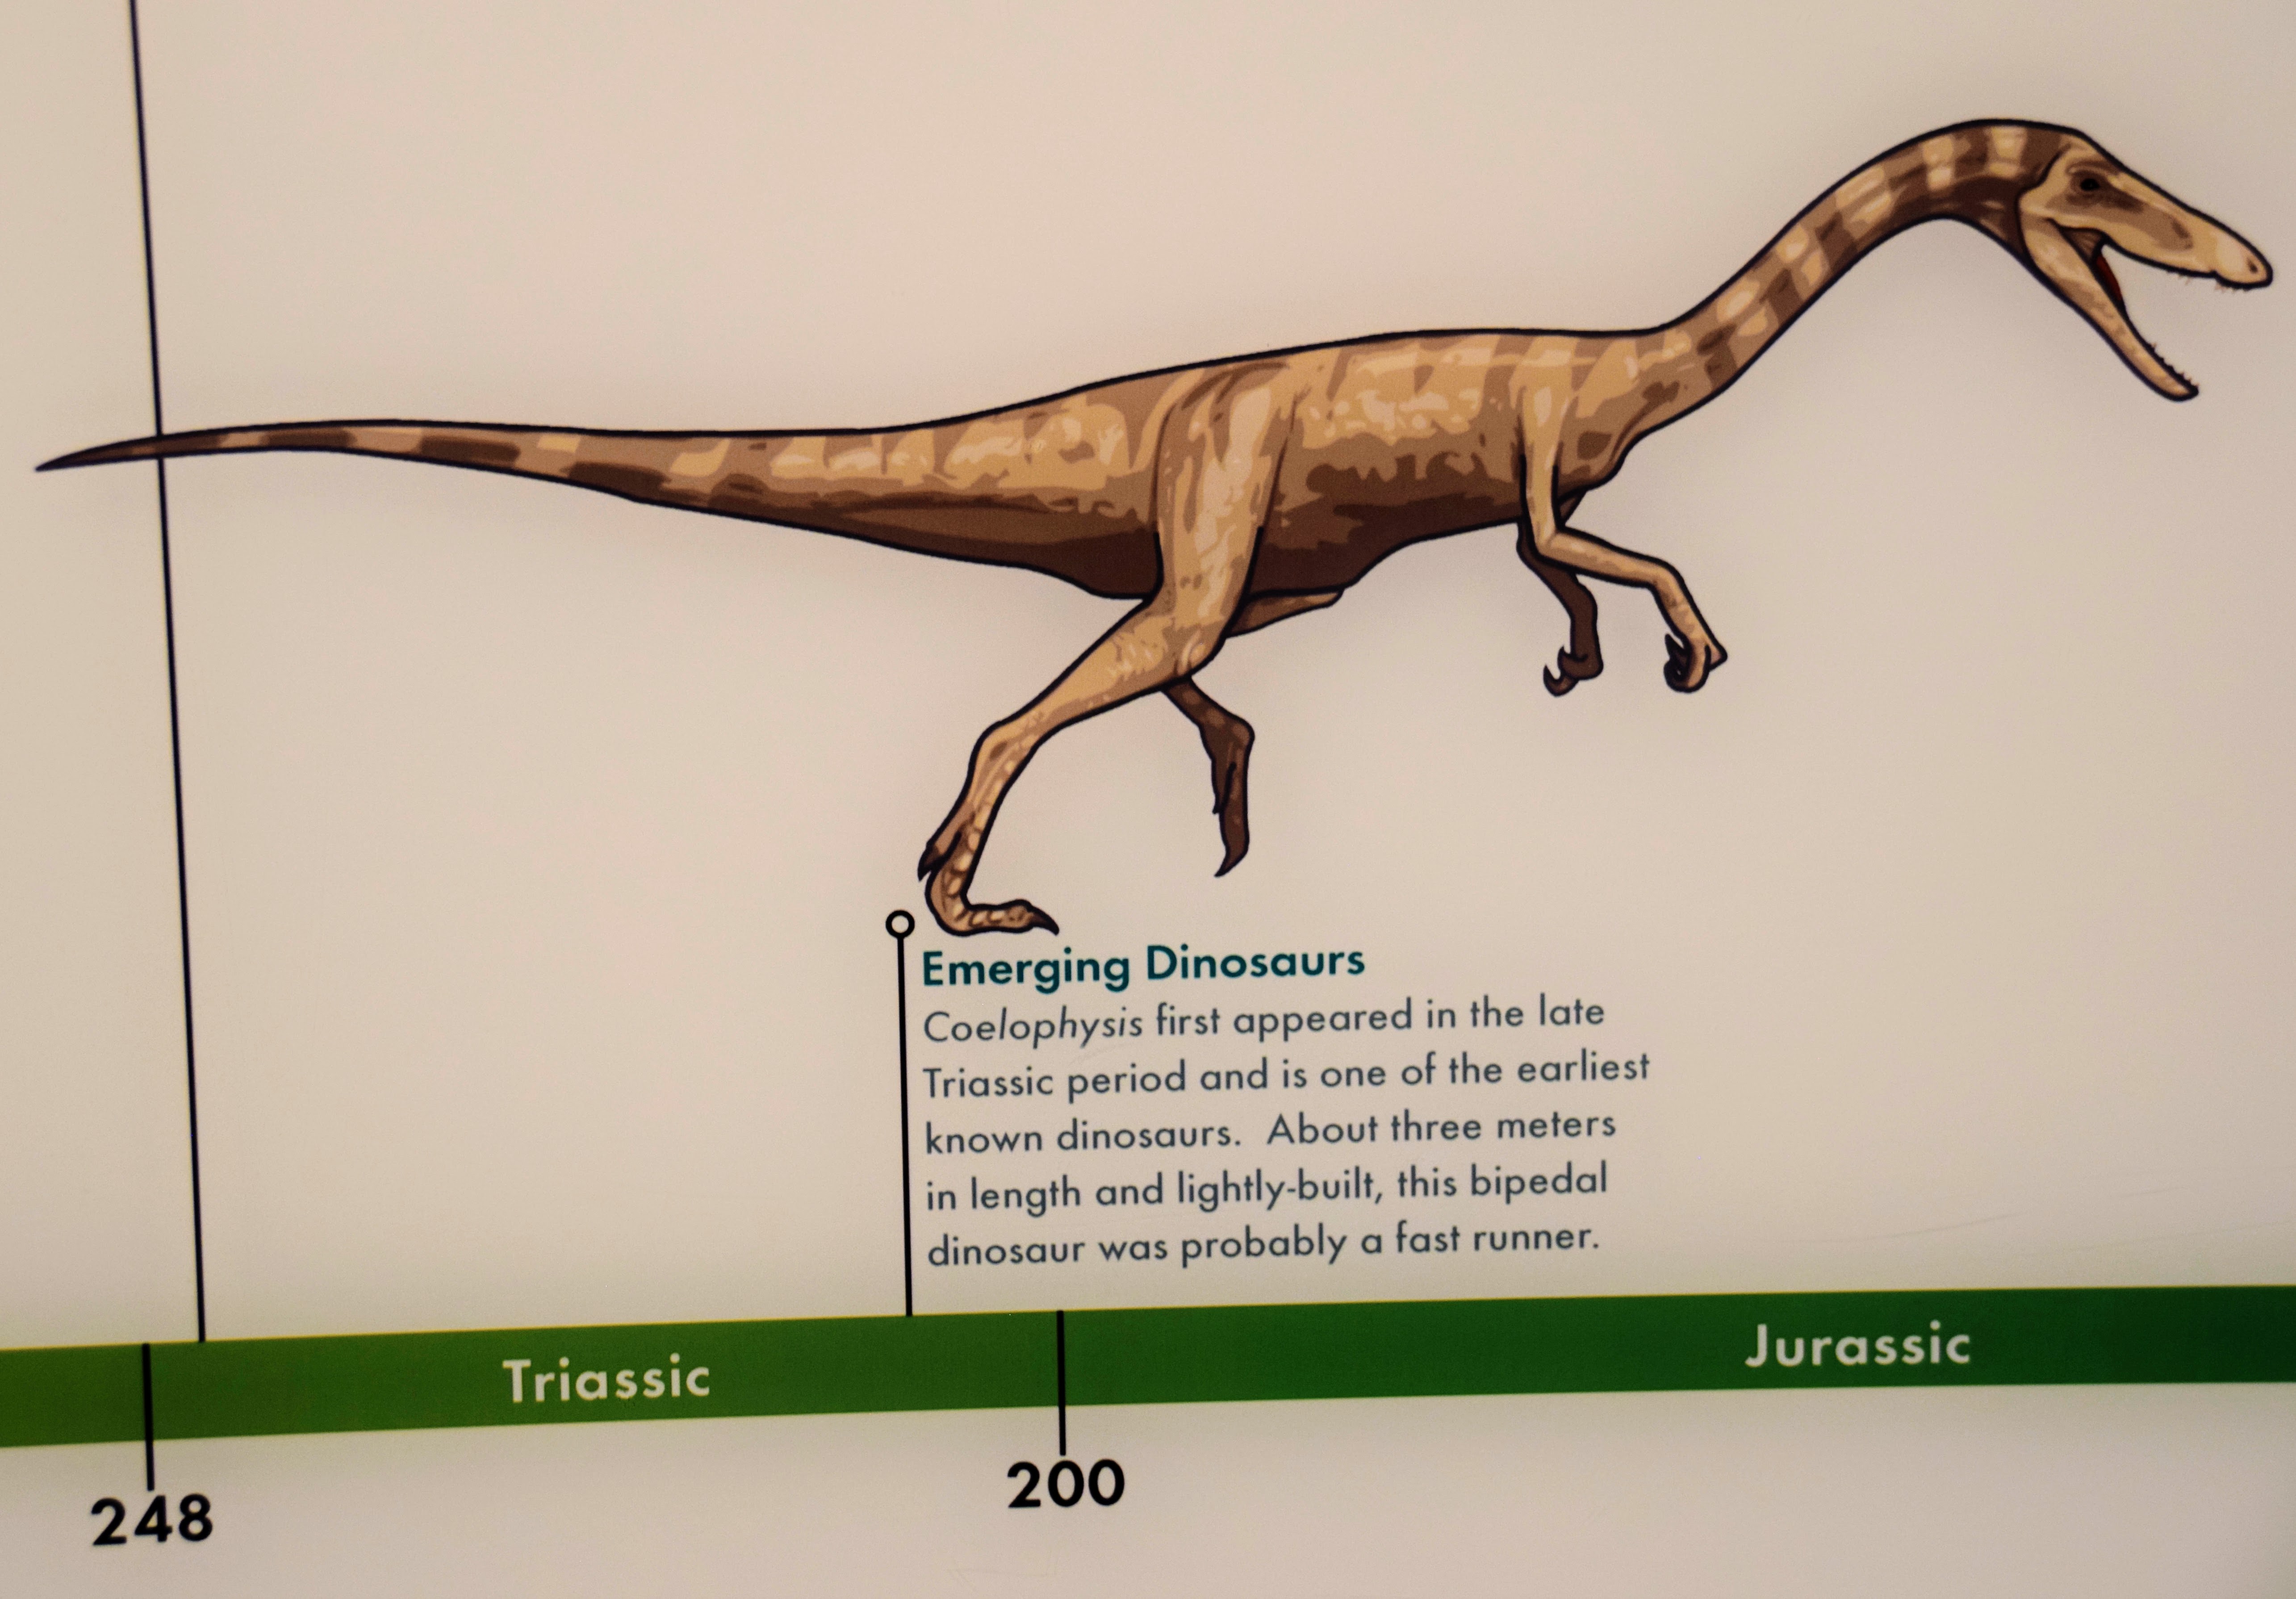 Emerging Dinosaurs
Coelophysis first appeared in the late
Triassic period and is one of the earliest
known dinosaurs. About three meters
in length and lightly-built, this bipedal
dinosaur was probably a fast runner.
Triassic
Jurassic
248
200